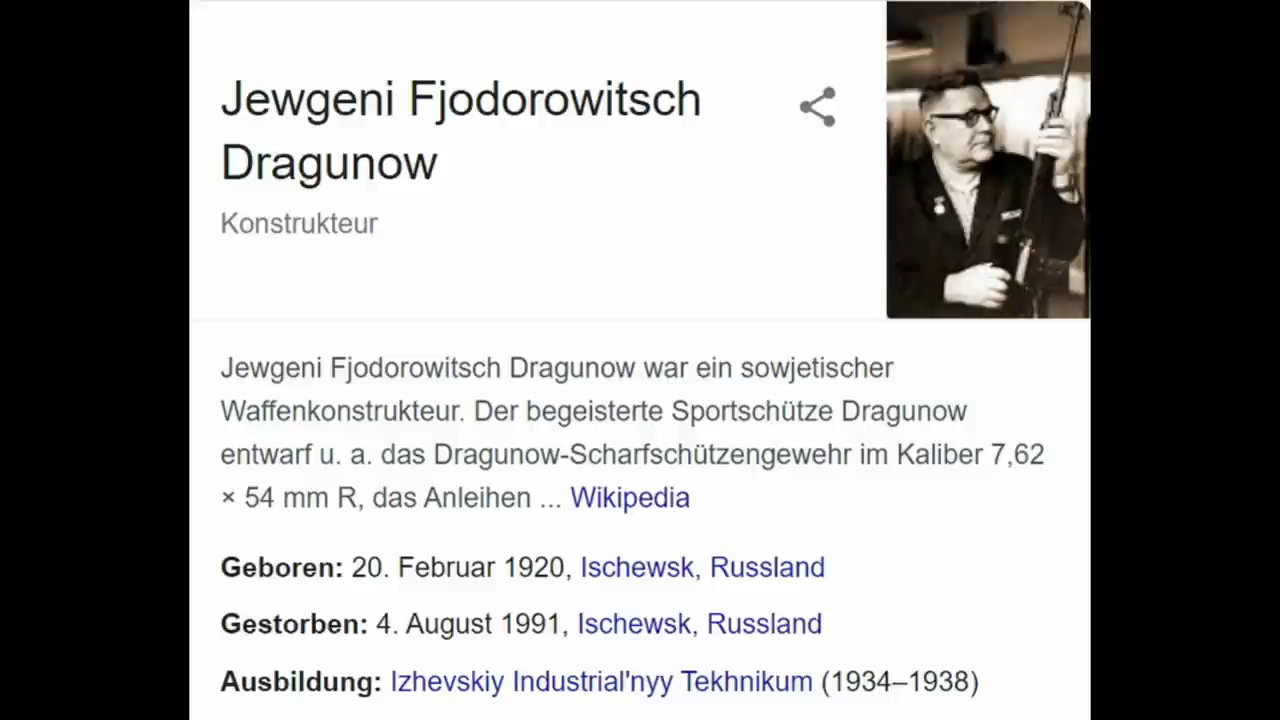 Jewgeni Fjodorowitsch
Dragunow
Konstrukteur
Jewgeni Fjodorowitsch Dragunow war ein sowjetischer
Waffenkonstrukteur. Der begeisterte Sportschütze Dragunow
entwarf u. a. das Dragunow-Scharfschützengewehr im Kaliber 7,62
× 54 mm R, das Anleihen ... Wikipedia
Geboren: 20. Februar 1920, Ischewsk, Russland
Gestorben: 4. August 1991, Ischewsk, Russland
Ausbildung: Izhevskiy Industrial'nyy Tekhnikum (1934–1938)